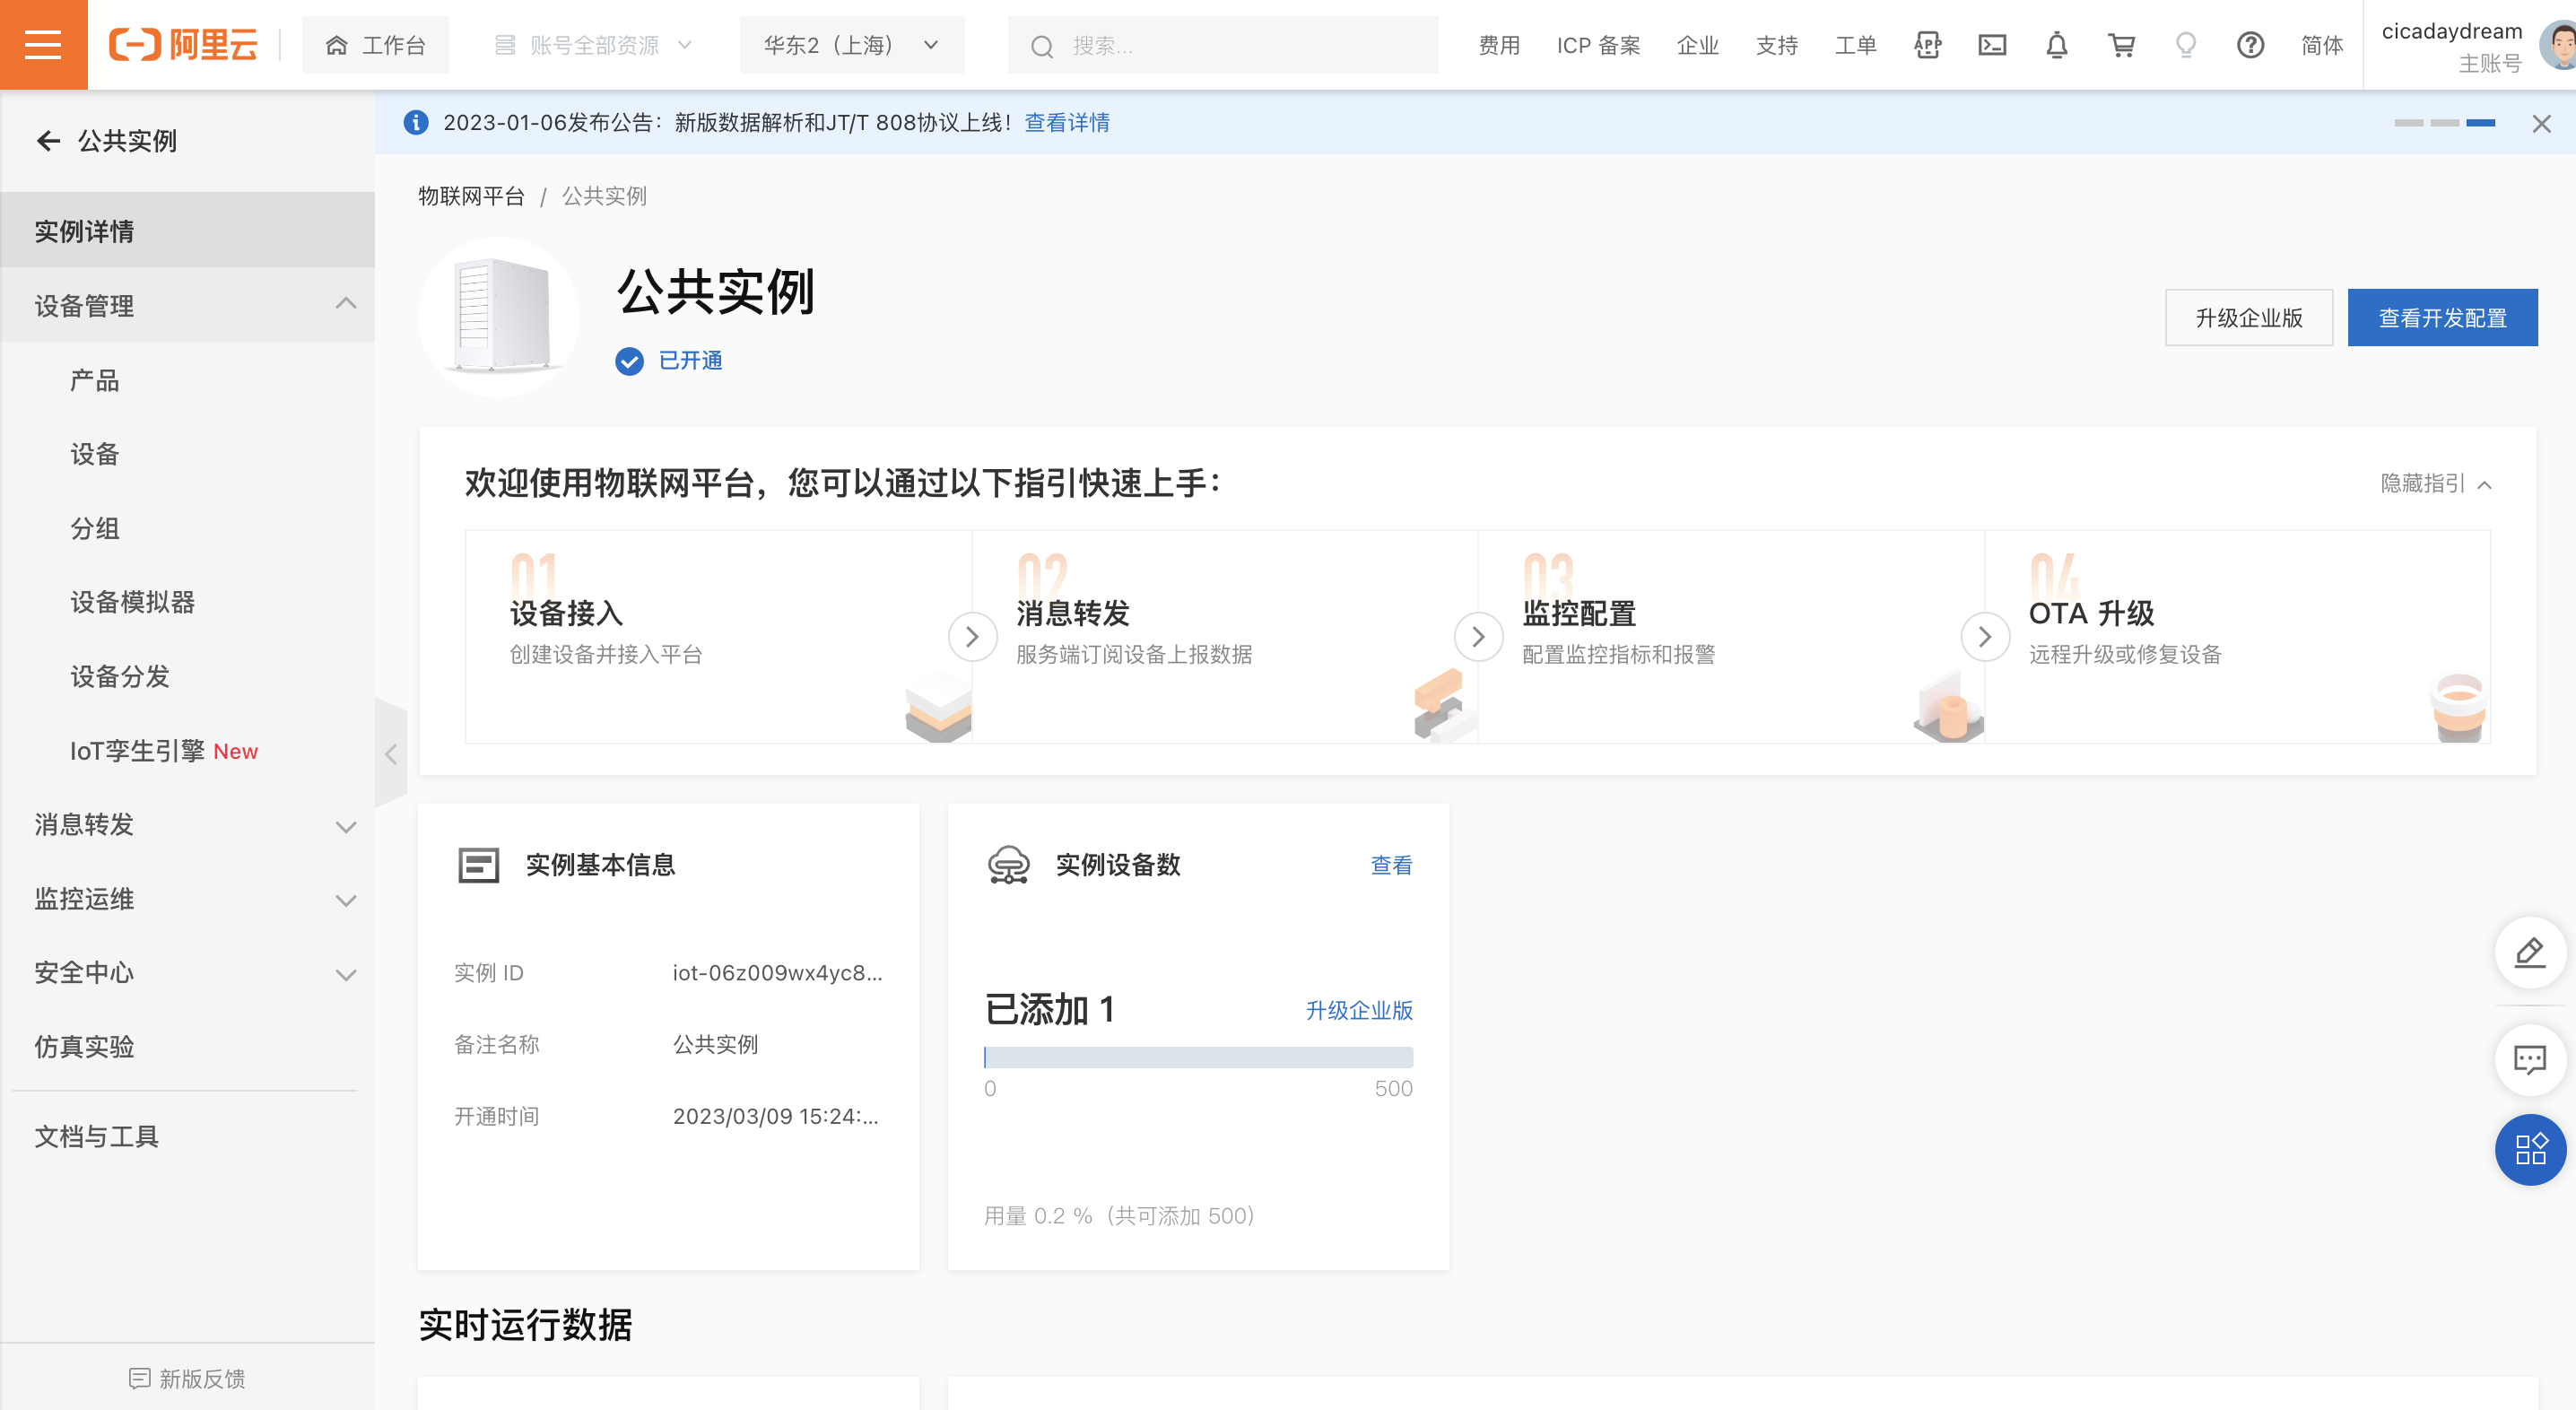 阿里云
工作台
账号全部资源
华东2（上海）
搜索...
费用
ICP 备案
企业
支持
工单
APP
简体
cicadaydream
主账号
公共实例
实例详情
设备管理
产品
设备
分组
设备模拟器
设备分发
IoT孪生引擎 New
消息转发
监控运维
安全中心
仿真实验
文档与工具
新版反馈
2023-01-06发布公告：新版数据解析和JT/T 808协议上线！查看详情
物联网平台 / 公共实例
公共实例
已开通
升级企业版
查看开发配置
欢迎使用物联网平台，您可以通过以下指引快速上手：
隐藏指引
01
设备接入
创建设备并接入平台
02
消息转发
服务端订阅设备上报数据
03
监控配置
配置监控指标和报警
04
OTA 升级
远程升级或修复设备
实例基本信息
实例 ID
iot-06z009wx4yc8...
备注名称
公共实例
开通时间
2023/03/09 15:24:...
实例设备数
查看
已添加 1
升级企业版
0
500
用量 0.2 %（共可添加 500）
实时运行数据